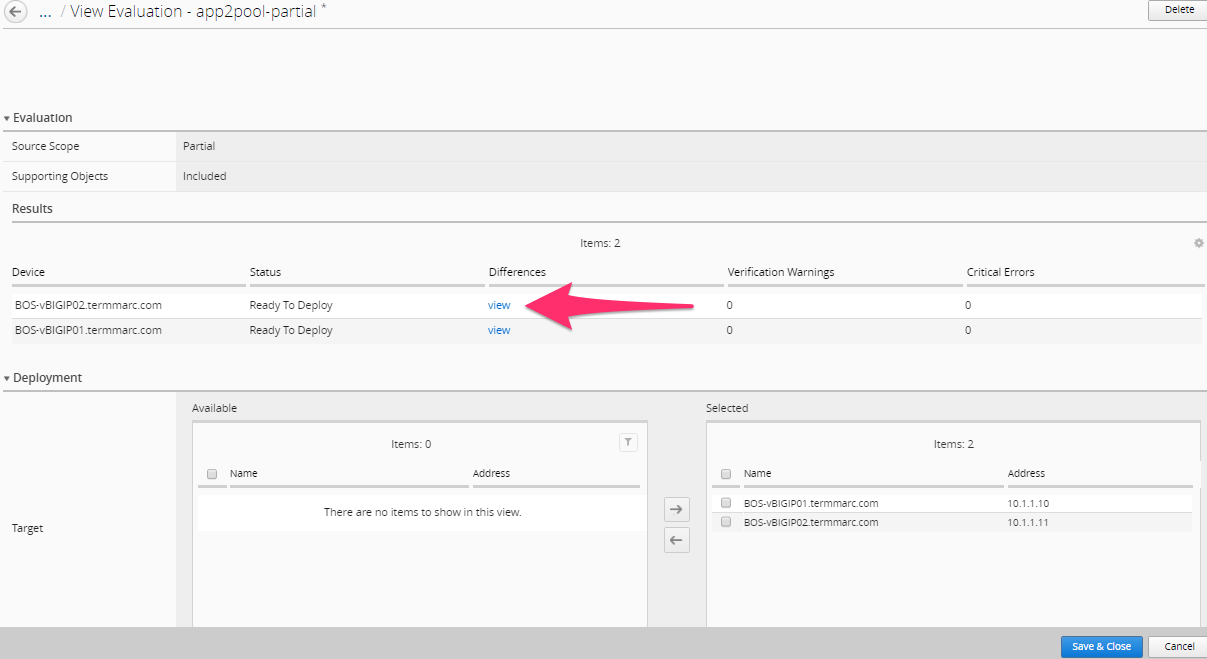 ... / View Evaluation - app2pool-partial *
Delete
Evaluation
Source Scope Partial
Supporting Objects Included
Results
Items: 2
Device Status Differences Verification Warnings Critical Errors
BOS-vBIGIP02.termmarc.com Ready To Deploy view 0 0
BOS-vBIGIP01.termmarc.com Ready To Deploy view 0 0
Deployment
Available Selected
Items: 0 Items: 2
Name Address Name Address
There are no items to show in this view.
BOS-vBIGIP01.termmarc.com 10.1.1.10
BOS-vBIGIP02.termmarc.com 10.1.1.11
Target
Save & Close Cancel